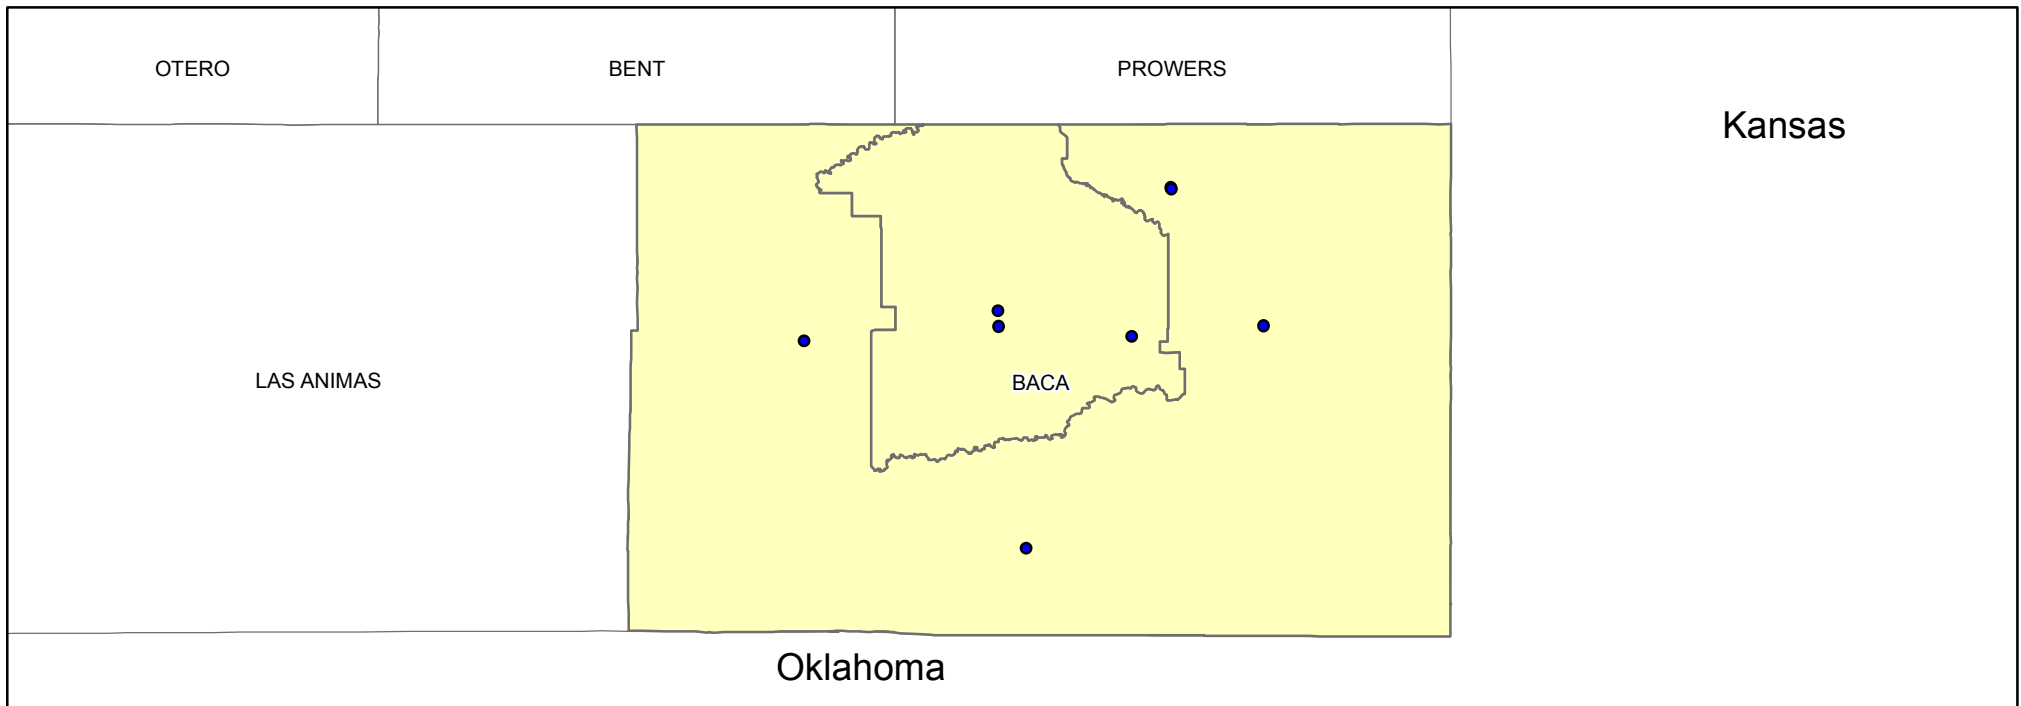 OTERO
BENT
PROWERS
Kansas
LAS ANIMAS
BACA
Oklahoma